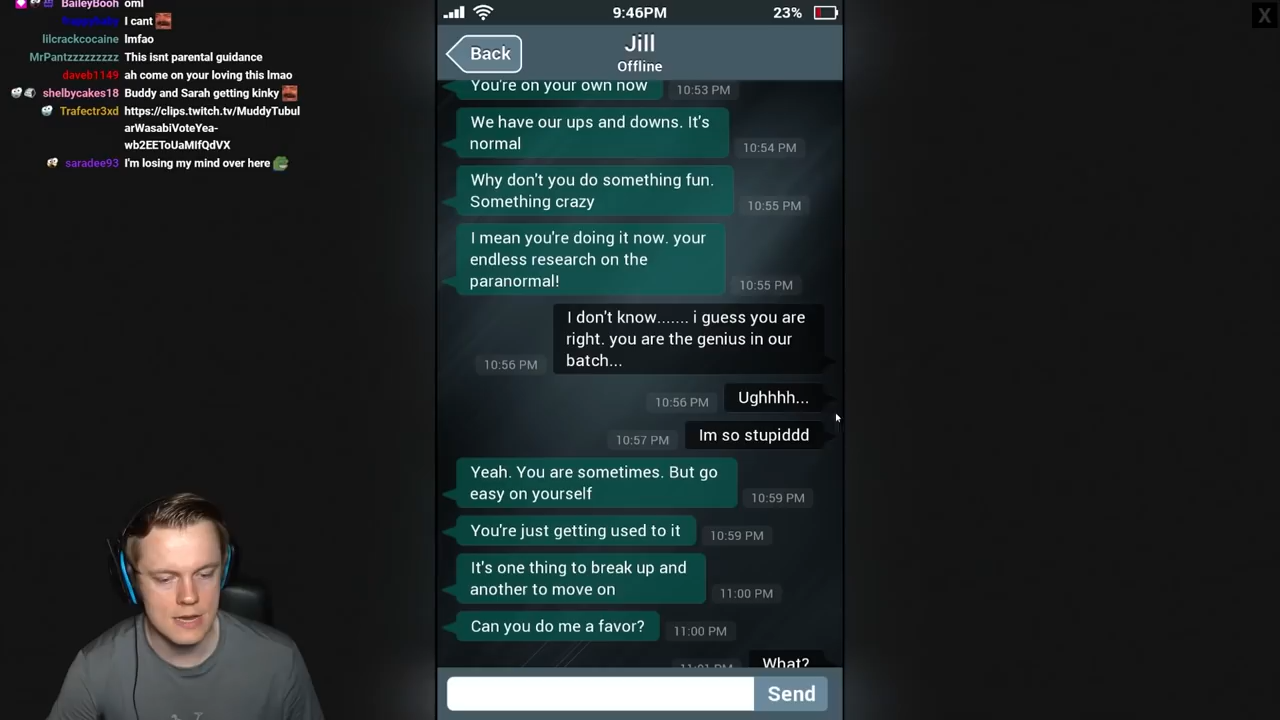 BaileyBooh oml
I cant
lilcrackcocaine lmfao
MrPantzzzzzzzz This isnt parental guidance
daveb1149 ah come on your loving this lmao
shelbycakes18 Buddy and Sarah getting kinky
Trafectr3xd https://clips.twitch.tv/MuddyTubul
arWasabiVoteYea-
wb2EEToUaMIfQdVX
saradee93 I'm losing my mind over here
9:46PM
23%
X
Back
Jill
Offline
You're on your own now
10:53 PM
We have our ups and downs. It's
normal
10:54 PM
Why don't you do something fun.
Something crazy
10:55 PM
I mean you're doing it now. your
endless research on the
paranormal!
10:55 PM
I don't know....... i guess you are
right. you are the genius in our
batch...
10:56 PM
Ughhhh...
10:56 PM
Im so stupiddd
10:57 PM
Yeah. You are sometimes. But go
easy on yourself
10:59 PM
You're just getting used to it
10:59 PM
It's one thing to break up and
another to move on
11:00 PM
Can you do me a favor?
11:00 PM
What?
11:01 PM
Send